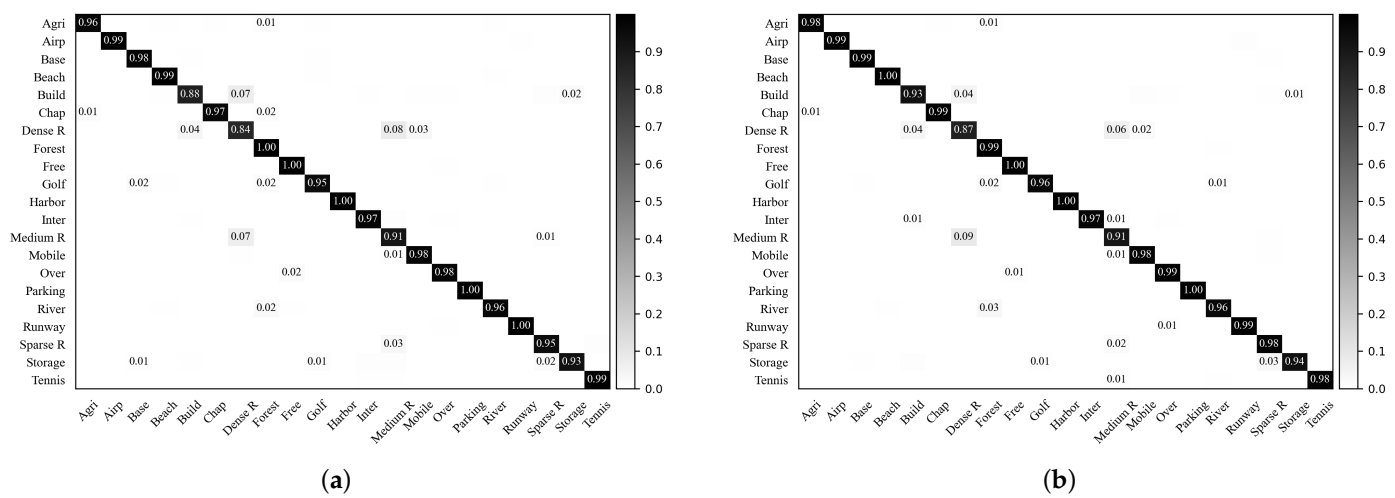 Agri 0.96 0.01
Airp 0.99
Base 0.98
Beach 0.99
Build 0.88 0.07 0.02
Chap 0.01 0.97 0.02
Dense R 0.04 0.84 0.08 0.03
Forest 1.00
Free 1.00
Golf 0.02 0.02 0.95
Harbor 1.00
Inter 0.97
Medium R 0.07 0.91 0.01
Mobile 0.01 0.98
Over 0.02 0.98
Parking 1.00
River 0.02 0.96
Runway 1.00
Sparse R 0.03 0.95
Storage 0.01 0.01 0.02 0.93
Tennis 0.99
Agri Airp Base Beach Build Chap Dense R Forest Free Golf Harbor Inter Medium R Mobile Over Parking River Runway Sparse R Storage Tennis
0.9
0.8
0.7
0.6
0.5
0.4
0.3
0.2
0.1
0.0
(a)
Agri 0.98 0.01
Airp 0.99
Base 0.99
Beach 1.00
Build 0.93 0.04 0.01
Chap 0.01 0.99
Dense R 0.04 0.87 0.06 0.02
Forest 0.99
Free 1.00
Golf 0.02 0.96 0.01
Harbor 1.00
Inter 0.01 0.97 0.01
Medium R 0.09 0.91
Mobile 0.01 0.98
Over 0.01 0.99
Parking 1.00
River 0.03 0.96
Runway 0.01 0.99
Sparse R 0.02 0.98
Storage 0.01 0.03 0.94
Tennis 0.01 0.98
Agri Airp Base Beach Build Chap Dense R Forest Free Golf Harbor Inter Medium R Mobile Over Parking River Runway Sparse R Storage Tennis
0.9
0.8
0.7
0.6
0.5
0.4
0.3
0.2
0.1
0.0
(b)